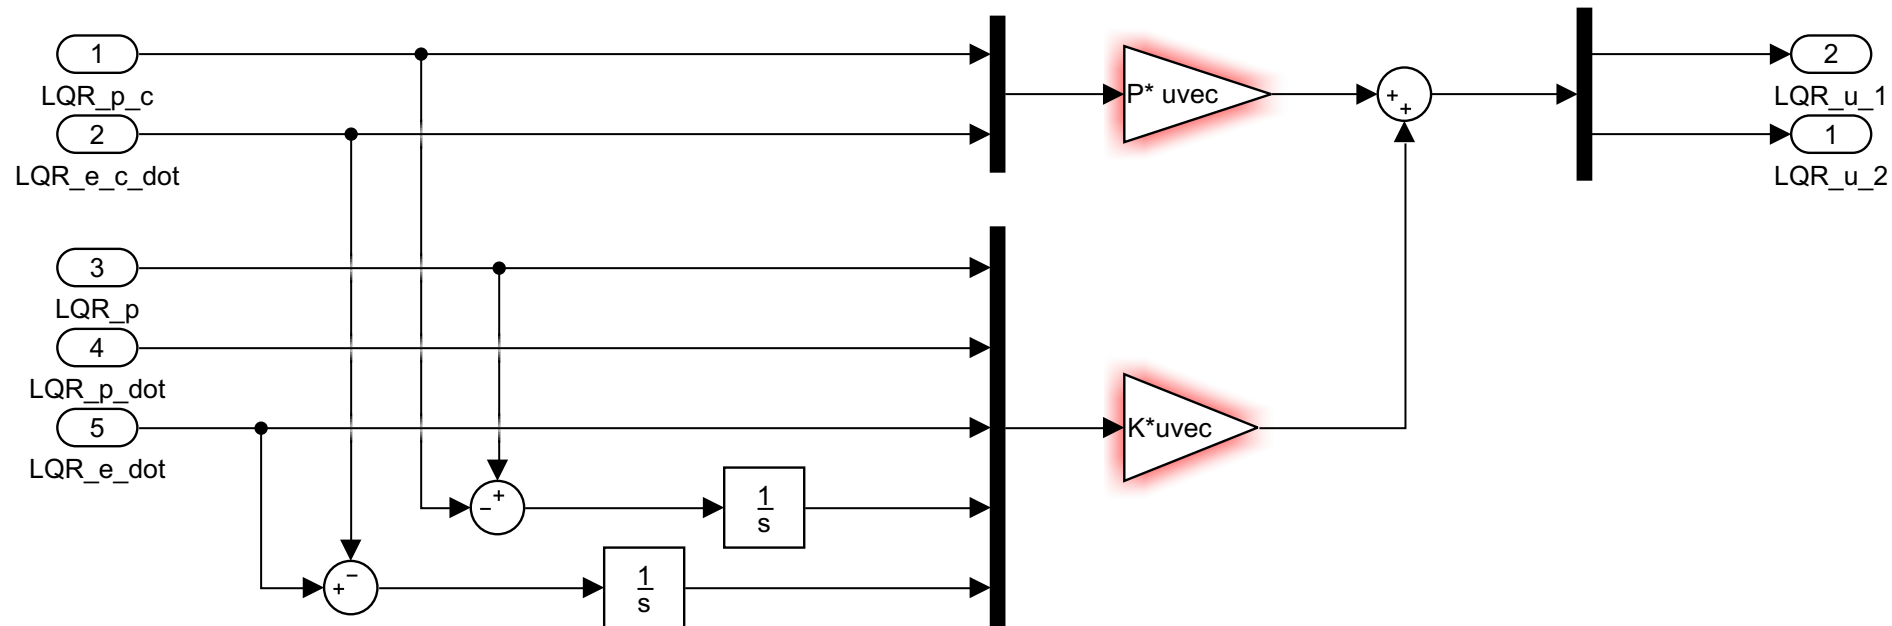 1
LQR_p_c
2
LQR_e_c_dot
3
LQR_p
4
LQR_p_dot
5
LQR_e_dot
− +
+ −
1
s
1
s
P* uvec
K*uvec
+ +
2
LQR_u_1
1
LQR_u_2